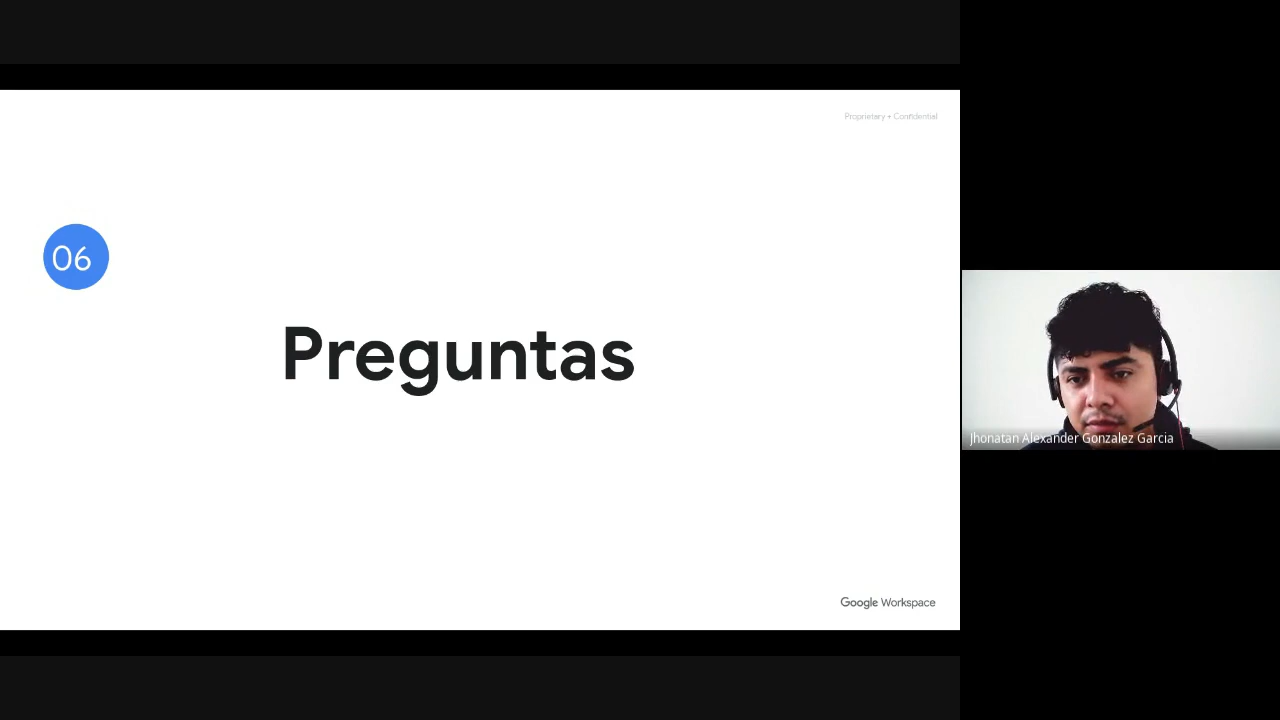 Proprietary + Confidential
06
Preguntas
Jhonatan Alexander Gonzalez Garcia
Google Workspace